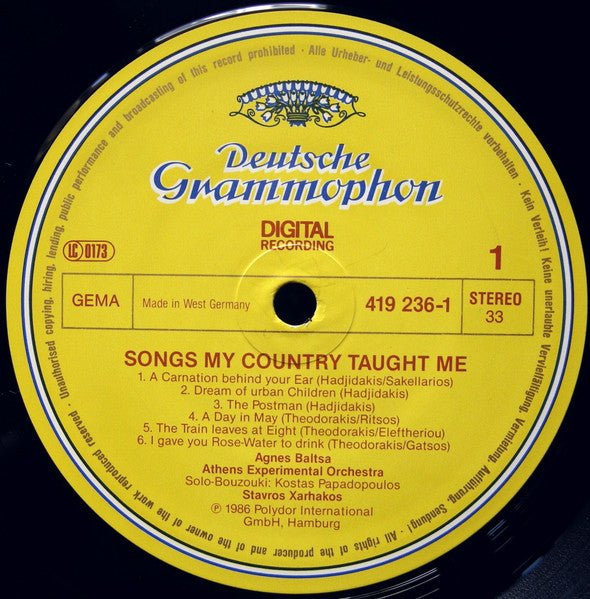 Unauthorised copying, hiring, lending, public performance and broadcasting of this record prohibited · Alle Urheber- und Leistungsschutzrechte vorbehalten · Kein Verleih! Keine unerlaubte Vervielfältigung, Vermietung, Aufführung, Sendung! · All rights of the producer and of the owner of the work reproduced reserved ·
Deutsche
Grammophon
DIGITAL
RECORDING
LC 0173
1
GEMA
Made in West Germany
419 236-1
STEREO
33
SONGS MY COUNTRY TAUGHT ME
1. A Carnation behind your Ear (Hadjidakis/Sakellarios)
2. Dream of urban Children (Hadjidakis)
3. The Postman (Hadjidakis)
4. A Day in May (Theodorakis/Ritsos)
5. The Train leaves at Eight (Theodorakis/Eleftheriou)
6. I gave you Rose-Water to drink (Theodorakis/Gatsos)
Agnes Baltsa
Athens Experimental Orchestra
Solo-Bouzouki: Kostas Papadopoulos
Stavros Xarhakos
℗ 1986 Polydor International
GmbH, Hamburg